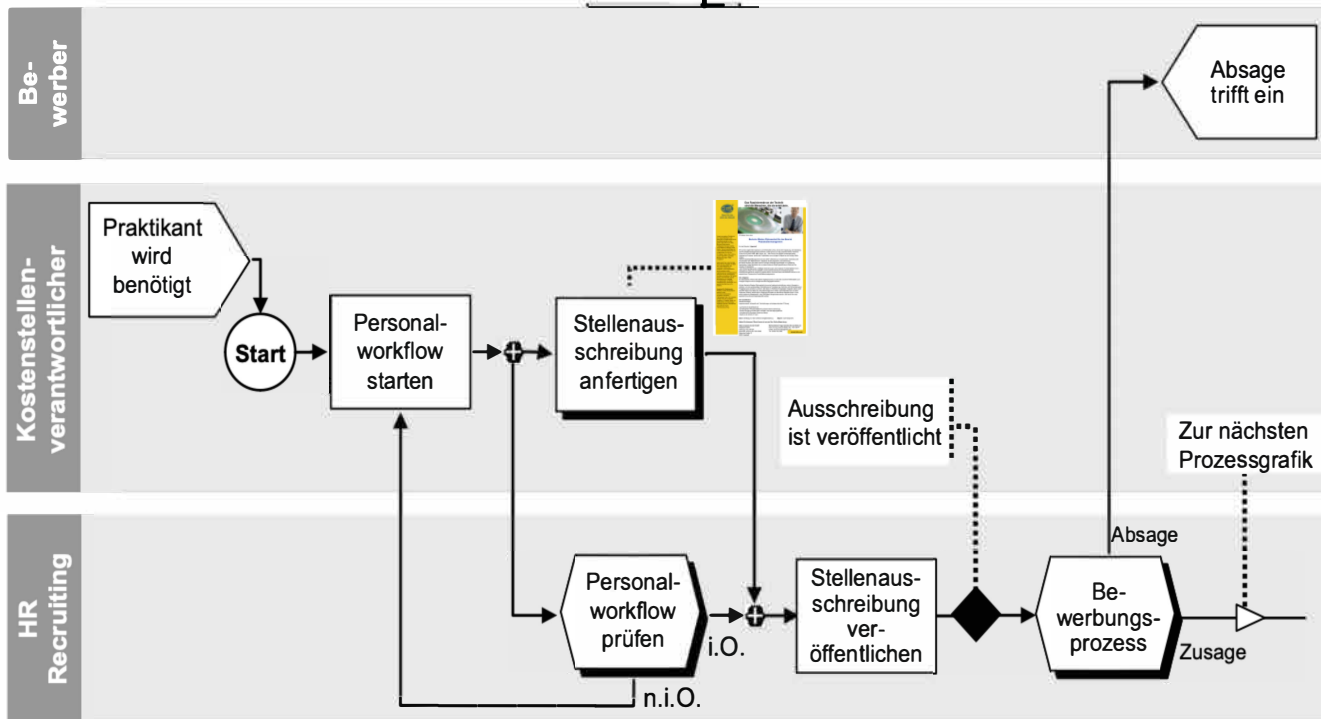 Be-
werber
Absage
trifft ein
Kostenstellen-
verantwortlicher
Praktikant
wird
benötigt
Start
Personal-
workflow
starten
Stellenaus-
schreibung
anfertigen
Ausschreibung
ist veröffentlicht
Zur nächsten
Prozessgrafik
HR
Recruiting
Personal-
workflow
prüfen
i.O.
n.i.O.
Stellenaus-
schreibung
ver-
öffentlichen
Absage
Be-
werbungs-
prozess
Zusage